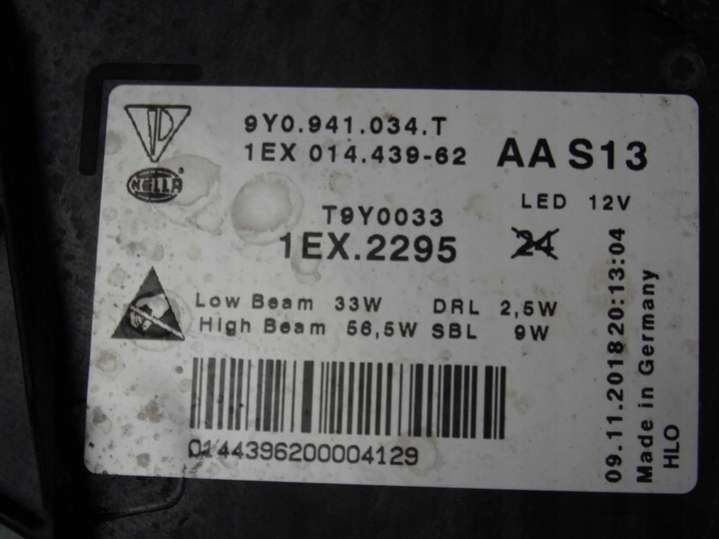 9Y0.941.034.T
1EX 014.439-62
AA S13
HELLA
T9Y0033
LED 12V
1EX.2295
24
Low Beam 33W DRL 2,5W
High Beam 56,5W SBL 9W
0144396200004129
09.11.201820:13:04
Made in Germany
HLO